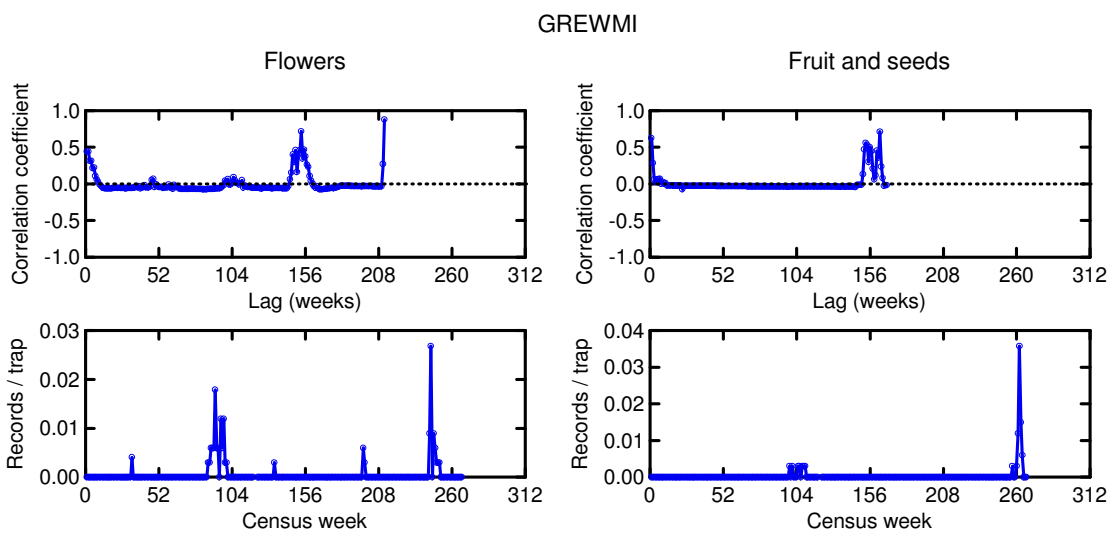 GREWMI
Flowers
Fruit and seeds
Correlation coefficient
1.0
0.5
0.0
-0.5
-1.0
0 52 104 156 208 260 312
Lag (weeks)
Correlation coefficient
1.0
0.5
0.0
-0.5
-1.0
0 52 104 156 208 260 312
Lag (weeks)
Records / trap
0.03
0.02
0.01
0.00
0 52 104 156 208 260 312
Census week
Records / trap
0.04
0.03
0.02
0.01
0.00
0 52 104 156 208 260 312
Census week